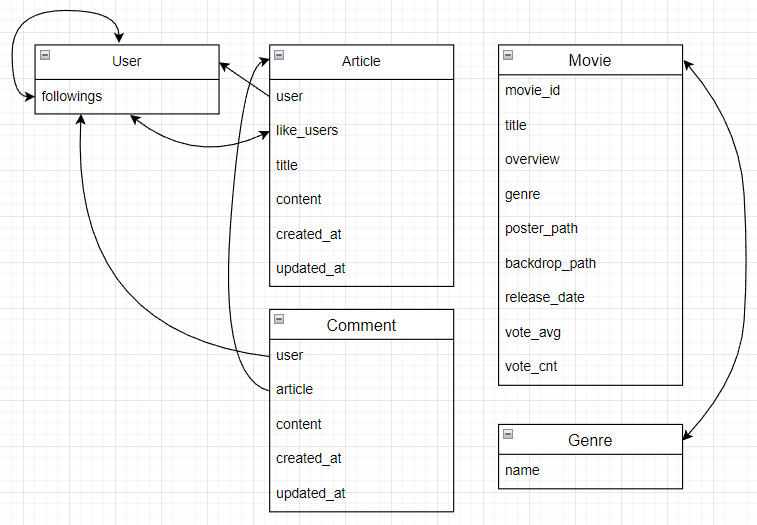 User
followings
Article
user
like_users
title
content
created_at
updated_at
Comment
user
article
content
created_at
updated_at
Movie
movie_id
title
overview
genre
poster_path
backdrop_path
release_date
vote_avg
vote_cnt
Genre
name